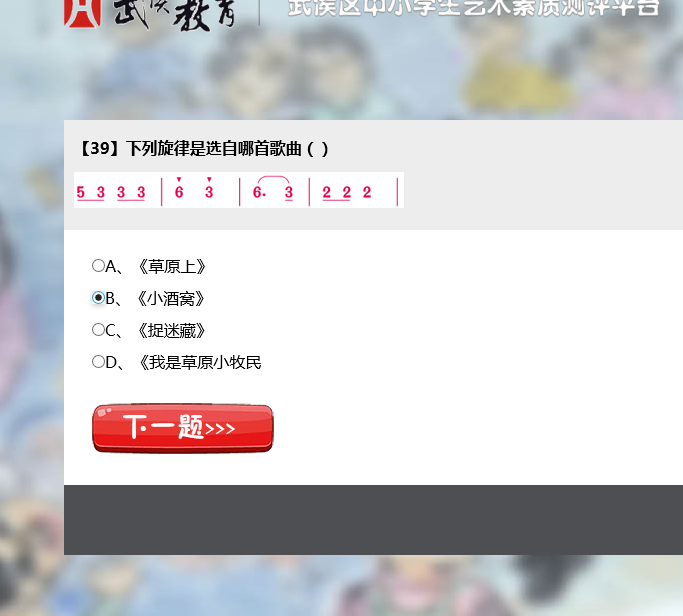 武侯教育 武侯区中小学生艺术素质测评平台
【39】下列旋律是选自哪首歌曲（ ）
5 3 3 3 | 6 3 | 6. 3 | 2 2 2 |
A、《草原上》
B、《小酒窝》
C、《捉迷藏》
D、《我是草原小牧民
下一题>>>